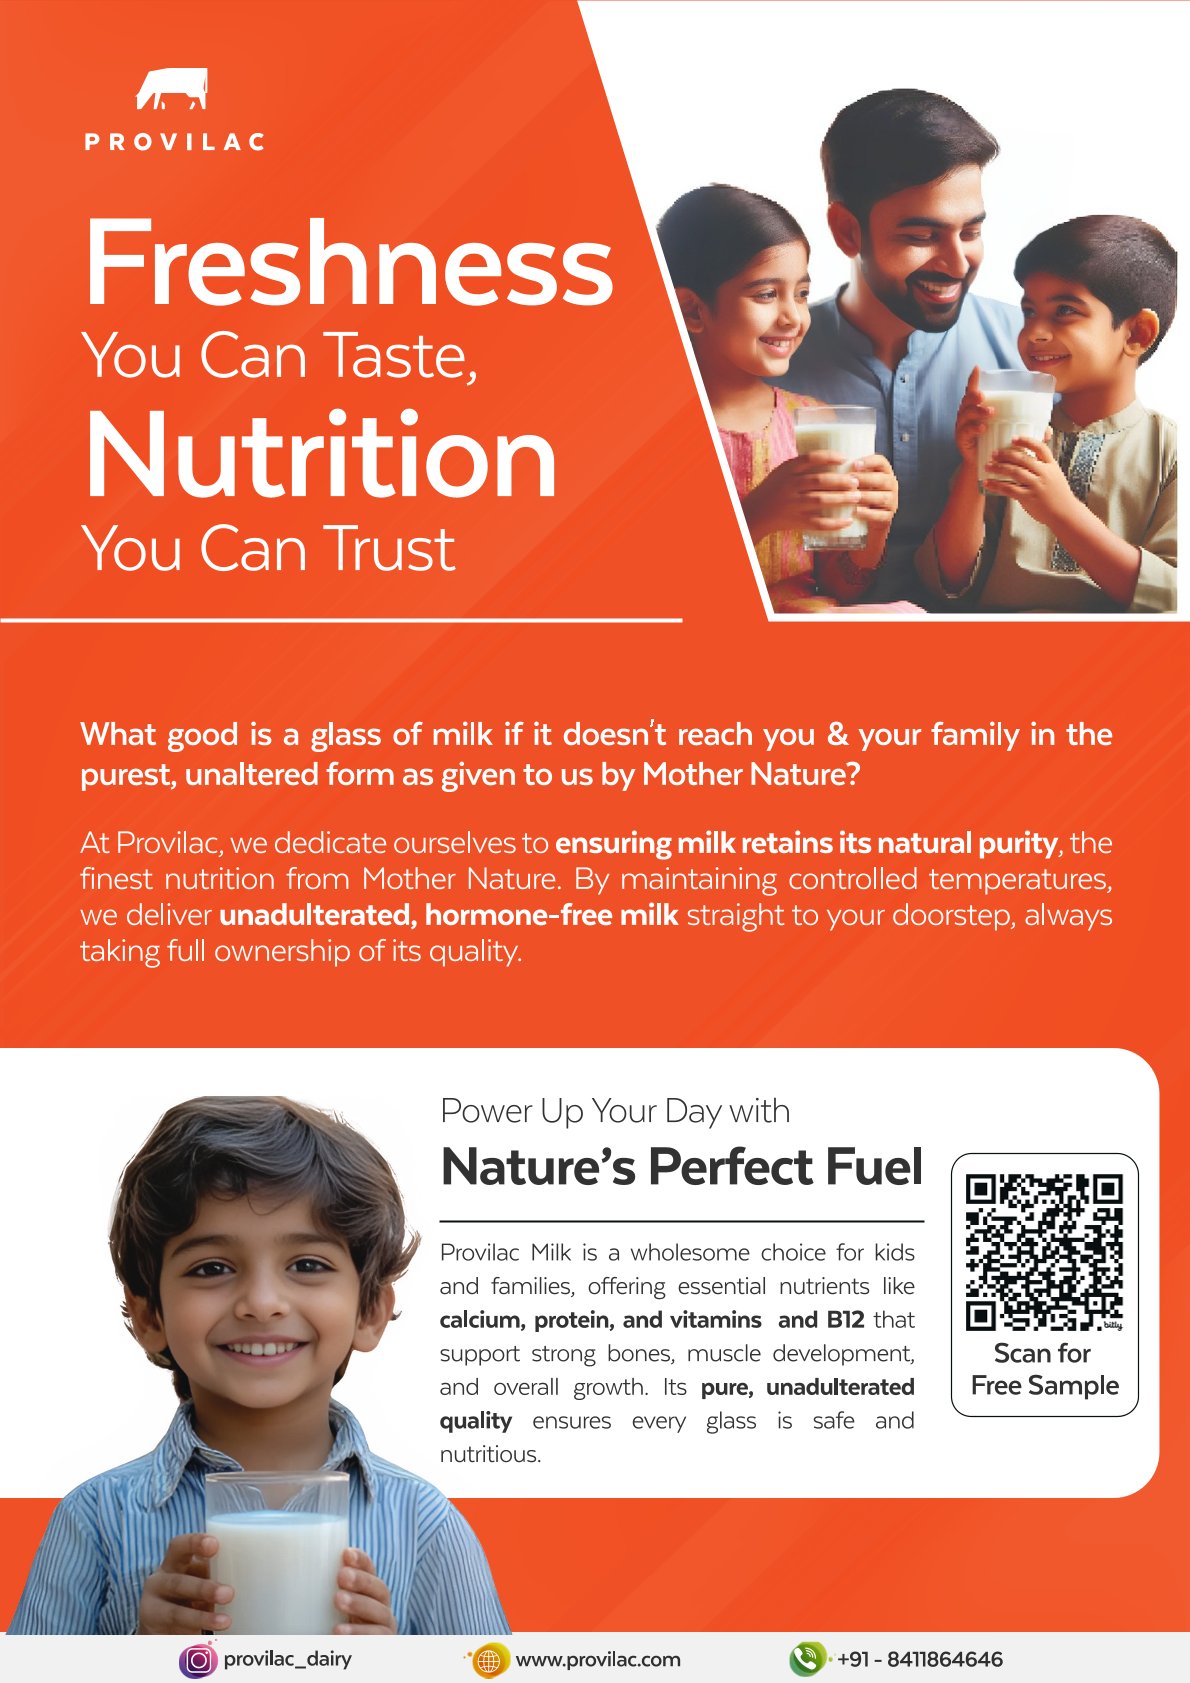 PROVILAC
Freshness
You Can Taste,
Nutrition
You Can Trust
What good is a glass of milk if it doesn't reach you & your family in the
purest, unaltered form as given to us by Mother Nature?
At Provilac, we dedicate ourselves to ensuring milk retains its natural purity, the
finest nutrition from Mother Nature. By maintaining controlled temperatures,
we deliver unadulterated, hormone-free milk straight to your doorstep, always
taking full ownership of its quality.
Power Up Your Day with
Nature’s Perfect Fuel
Provilac Milk is a wholesome choice for kids
and families, offering essential nutrients like
calcium, protein, and vitamins and B12 that
support strong bones, muscle development,
and overall growth. Its pure, unadulterated
quality ensures every glass is safe and
nutritious.
bitly
Scan for
Free Sample
provilac_dairy
www.provilac.com
+91 - 8411864646